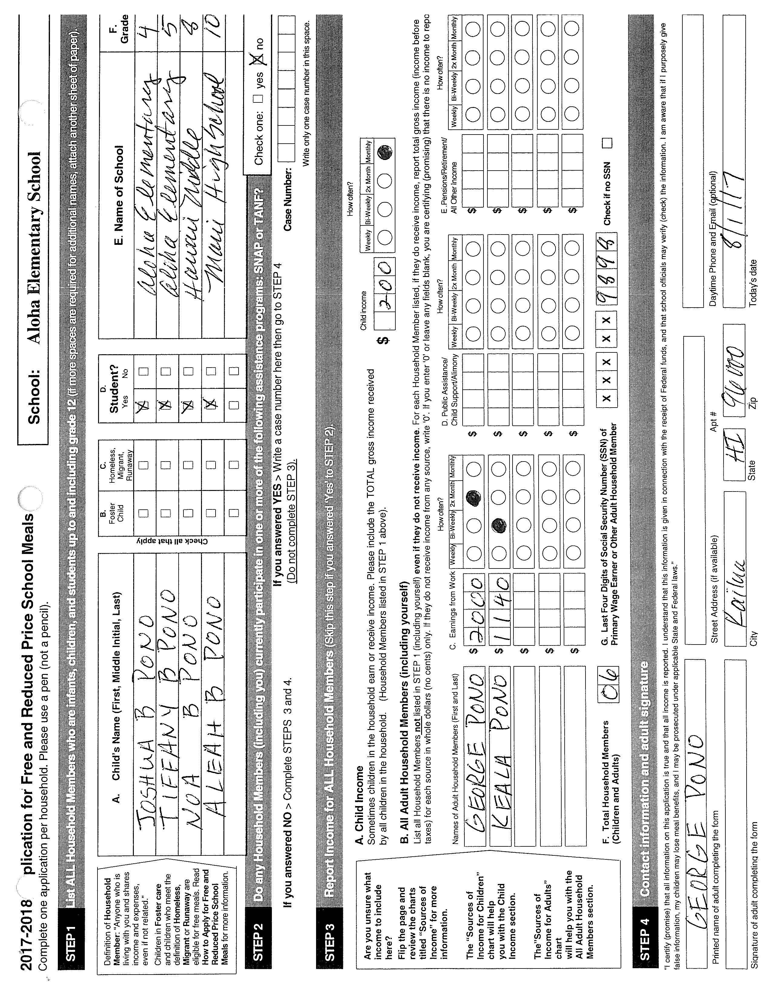 2017-2018 plication for Free and Reduced Price School Meals
School: Aloha Elementary School
Complete one application per household. Please use a pen (not a pencil).
STEP 1 List ALL Household Members who are infants, children, and students up to and including grade 12 (if more spaces are required for additional names, attach another sheet of paper).
Definition of Household
Member: “Anyone who is
living with you and shares
income and expenses,
even if not related.”
Children in Foster care
and children who meet the
definition of Homeless,
Migrant or Runaway are
eligible for free meals. Read
How to Apply for Free and
Reduced Price School
Meals for more information.
A. Child's Name (First, Middle Initial, Last)
B. Foster Child
C. Homeless, Migrant, Runaway
D. Student? Yes No
E. Name of School
F. Grade
Check all that apply
JOSHUA B PONO X Aloha Elementary 4
TIFFANY B PONO X Aloha Elementary 5
NOA B PONO X Hawaii Middle 8
ALEAH B PONO X Maui High School 10
STEP 2 Do any Household Members (including you) currently participate in one or more of the following assistance programs: SNAP or TANF?
Check one: yes X no
If you answered NO > Complete STEPS 3 and 4.
If you answered YES > Write a case number here then go to STEP 4
(Do not complete STEP 3).
Case Number:
Write only one case number in this space.
STEP 3 Report Income for ALL Household Members (Skip this step if you answered 'Yes' to STEP 2).
Are you unsure what
income to include
here?
Flip the page and
review the charts
titled “Sources of
Income” for more
information.
The “Sources of
Income for Children”
chart will help
you with the Child
Income section.
The"Sources of
Income for Adults"
chart
will help you with the
All Adult Household
Members section.
A. Child Income
Sometimes children in the household earn or receive income. Please include the TOTAL gross income received
by all children in the household. (Household Members listed in STEP 1 above).
Child income
How often?
Weekly Bi-Weekly 2x Month Monthly
$ 200
B. All Adult Household Members (including yourself)
List all Household Members not listed in STEP 1 (including yourself) even if they do not receive income. For each Household Member listed, if they do receive income, report total gross income (income before
taxes) for each source in whole dollars (no cents) only. If they do not receive income from any source, write '0'. If you enter '0' or leave any fields blank, you are certifying (promising) that there is no income to repo
Names of Adult Household Members (First and Last)
C. Earnings from Work
How often?
Weekly Bi-Weekly 2x Month Monthly
D. Public Assistance/
Child Support/Alimony
How often?
Weekly Bi-Weekly 2x Month Monthly
E. Pensions/Retirement/
All Other Income
How often?
Weekly Bi-Weekly 2x Month Monthly
GEORGE PONO $ 2000 $ $
KEALA PONO $ 1140 $ $
$ $ $
$ $ $
$ $ $
F. Total Household Members
(Children and Adults)
06
G. Last Four Digits of Social Security Number (SSN) of
Primary Wage Earner or Other Adult Household Member
X X X X X 9898
Check if no SSN
STEP 4 Contact information and adult signature
“I certify (promise) that all information on this application is true and that all income is reported. I understand that this information is given in connection with the receipt of Federal funds, and that school officials may verify (check) the information. I am aware that if I purposely give
false information, my children may lose meal benefits, and I may be prosecuted under applicable State and Federal laws.”
GEORGE PONO
Printed name of adult completing the form
Street Address (if available)
Apt #
Daytime Phone and Email (optional)
Kailua HI 96 8/1/17
Signature of adult completing the form
City
State
Zip
Today's date